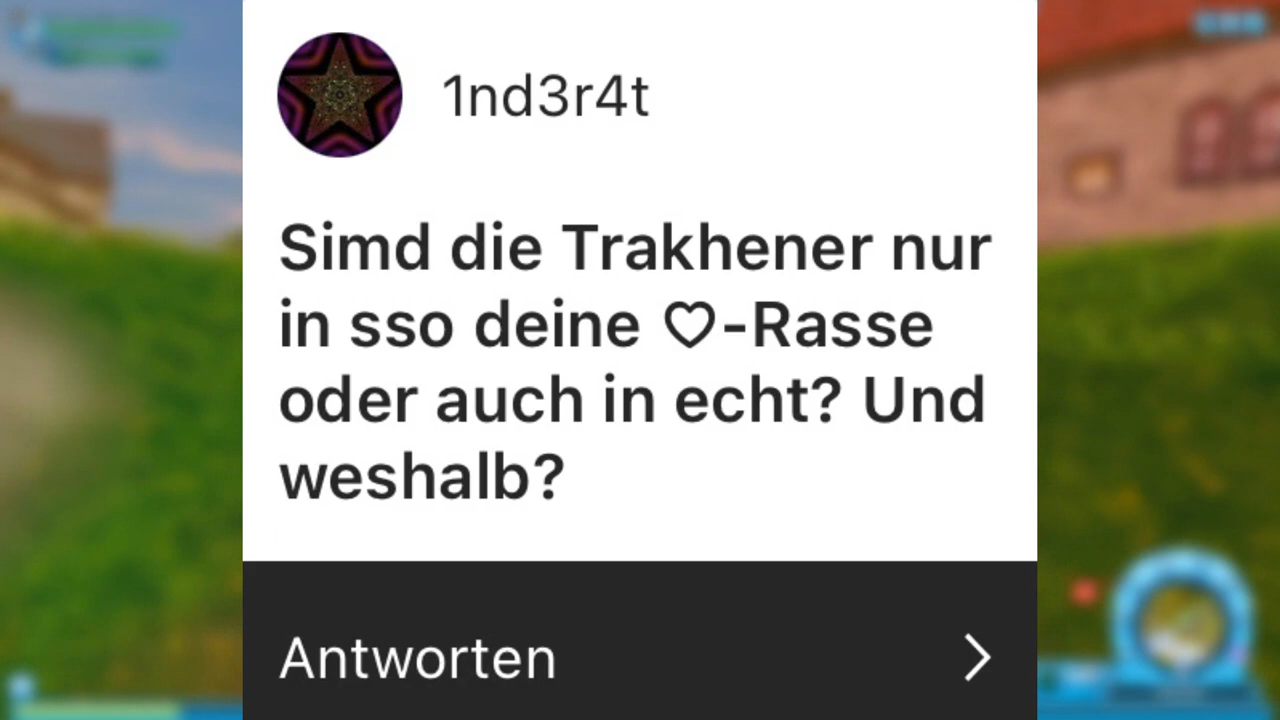 1nd3r4t
Simd die Trakhener nur
in sso deine ♡-Rasse
oder auch in echt? Und
weshalb?
Antworten